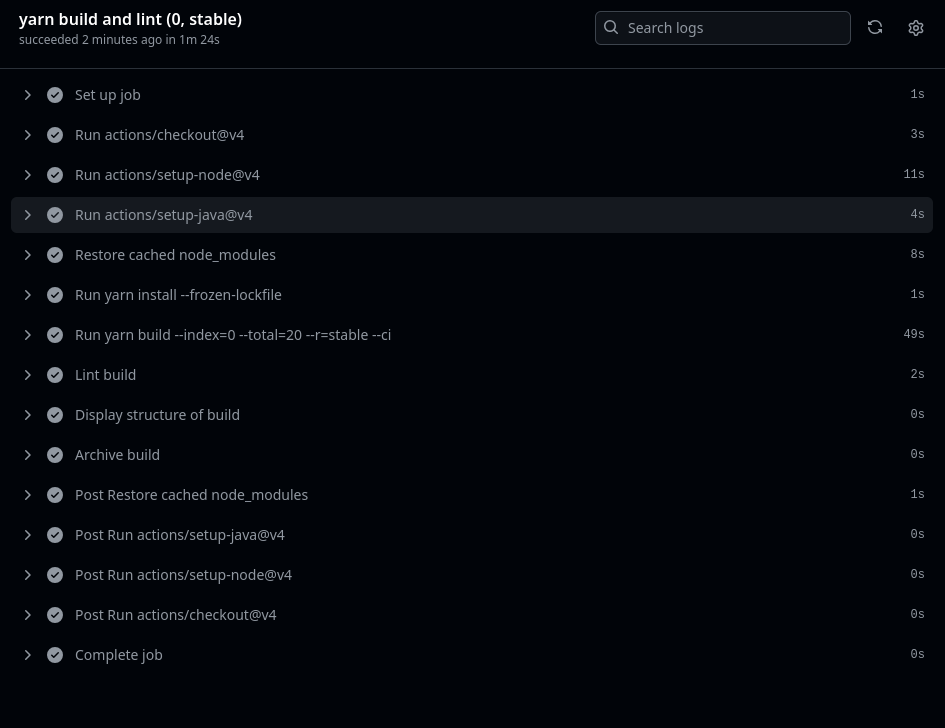 yarn build and lint (0, stable)
succeeded 2 minutes ago in 1m 24s
Search logs
Set up job 1s
Run actions/checkout@v4 3s
Run actions/setup-node@v4 11s
Run actions/setup-java@v4 4s
Restore cached node_modules 8s
Run yarn install --frozen-lockfile 1s
Run yarn build --index=0 --total=20 --r=stable --ci 49s
Lint build 2s
Display structure of build 0s
Archive build 0s
Post Restore cached node_modules 1s
Post Run actions/setup-java@v4 0s
Post Run actions/setup-node@v4 0s
Post Run actions/checkout@v4 0s
Complete job 0s